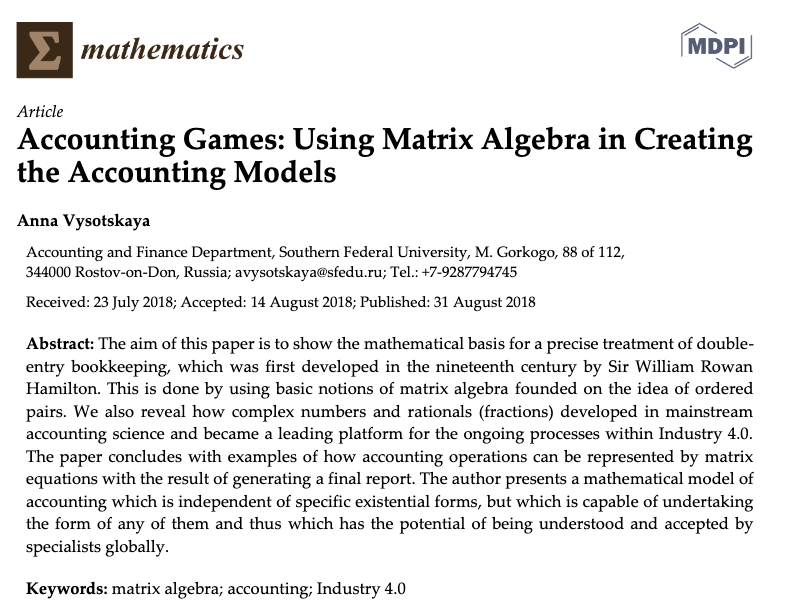 Σ mathematics
MDPI
Article
Accounting Games: Using Matrix Algebra in Creating
the Accounting Models
Anna Vysotskaya
Accounting and Finance Department, Southern Federal University, M. Gorkogo, 88 of 112,
344000 Rostov-on-Don, Russia; avysotskaya@sfedu.ru; Tel.: +7-9287794745
Received: 23 July 2018; Accepted: 14 August 2018; Published: 31 August 2018
Abstract: The aim of this paper is to show the mathematical basis for a precise treatment of double-
entry bookkeeping, which was first developed in the nineteenth century by Sir William Rowan
Hamilton. This is done by using basic notions of matrix algebra founded on the idea of ordered
pairs. We also reveal how complex numbers and rationals (fractions) developed in mainstream
accounting science and became a leading platform for the ongoing processes within Industry 4.0.
The paper concludes with examples of how accounting operations can be represented by matrix
equations with the result of generating a final report. The author presents a mathematical model of
accounting which is independent of specific existential forms, but which is capable of undertaking
the form of any of them and thus which has the potential of being understood and accepted by
specialists globally.
Keywords: matrix algebra; accounting; Industry 4.0